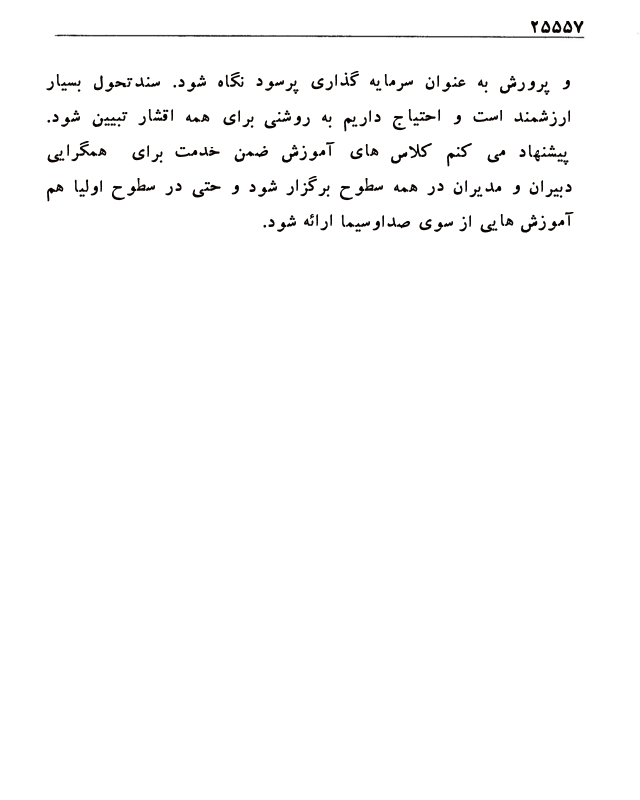 ۲۵۵۵۷
و پرورش به عنوان سرمایه گذاری پرسود نگاه شود. سندتحول بسیار
ارزشمند است و احتیاج داریم به روشنی برای همه اقشار تبیین شود.
پیشنهاد می کنم کلاس های آموزش ضمن خدمت برای همگرایی
دبیران و مدیران در همه سطوح برگزار شود و حتی در سطوح اولیا هم
آموزش هایی از سوی صداوسیما ارائه شود.